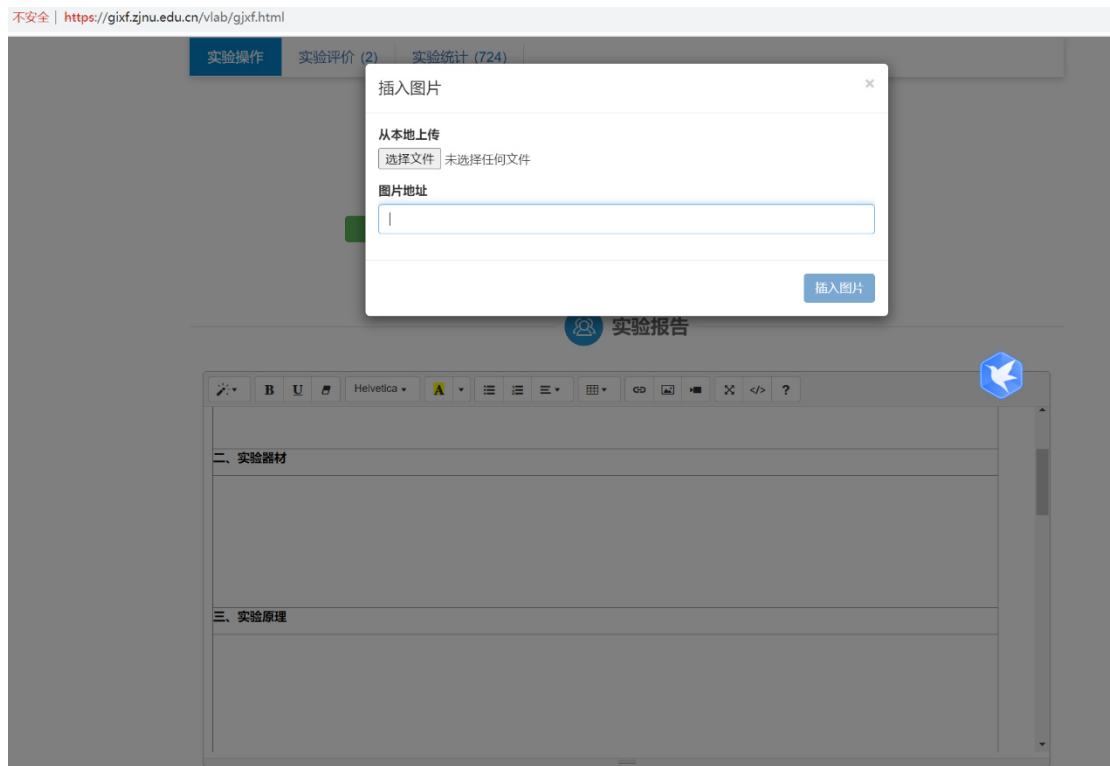 不安全 | https://gixf.zjnu.edu.cn/vlab/gjxf.html
实验操作 实验评价 (2) 实验统计 (724)
插入图片 ×
从本地上传
选择文件 未选择任何文件
图片地址
插入图片
实验报告
B U Helvetica A </> ?
二、实验器材
三、实验原理